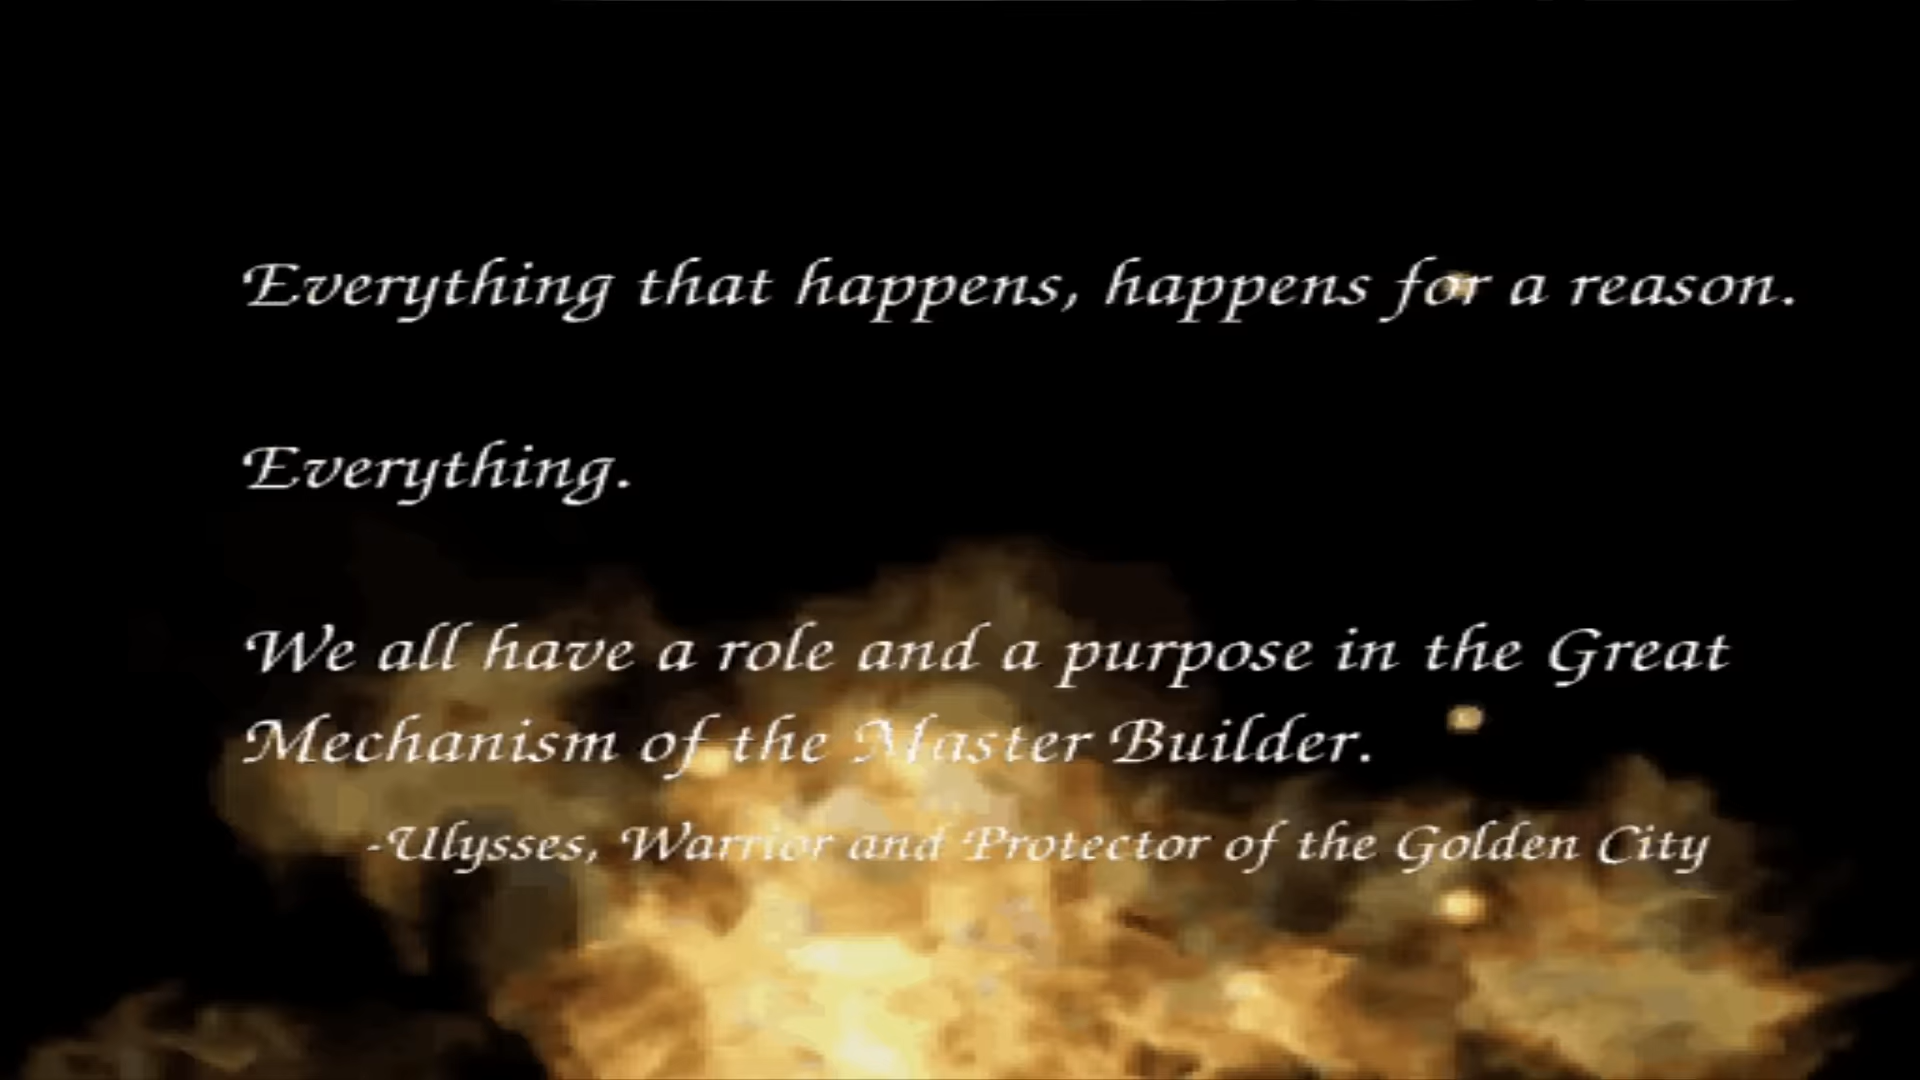 Everything that happens, happens for a reason.
Everything.
We all have a role and a purpose in the Great
Mechanism of the Master Builder.
-Ulysses, Warrior and Protector of the Golden City